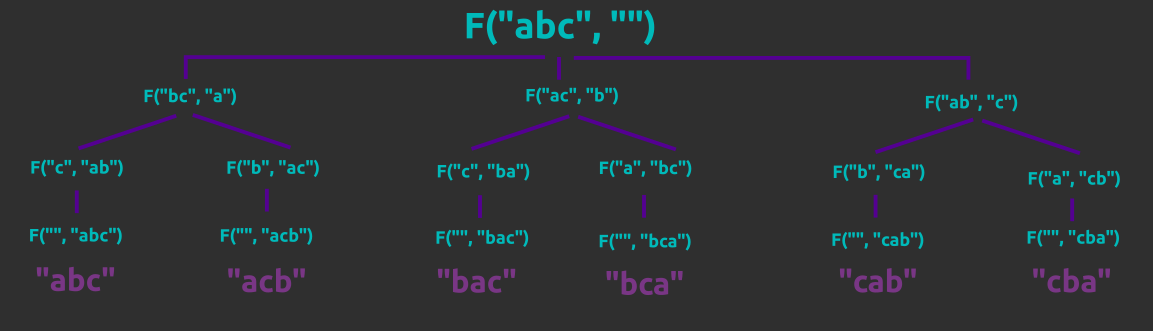 F("abc", "")
F("bc", "a") F("ac", "b") F("ab", "c")
F("c", "ab") F("b", "ac") F("c", "ba") F("a", "bc") F("b", "ca") F("a", "cb")
F("", "abc") F("", "acb") F("", "bac") F("", "bca") F("", "cab") F("", "cba")
"abc" "acb" "bac" "bca" "cab" "cba"